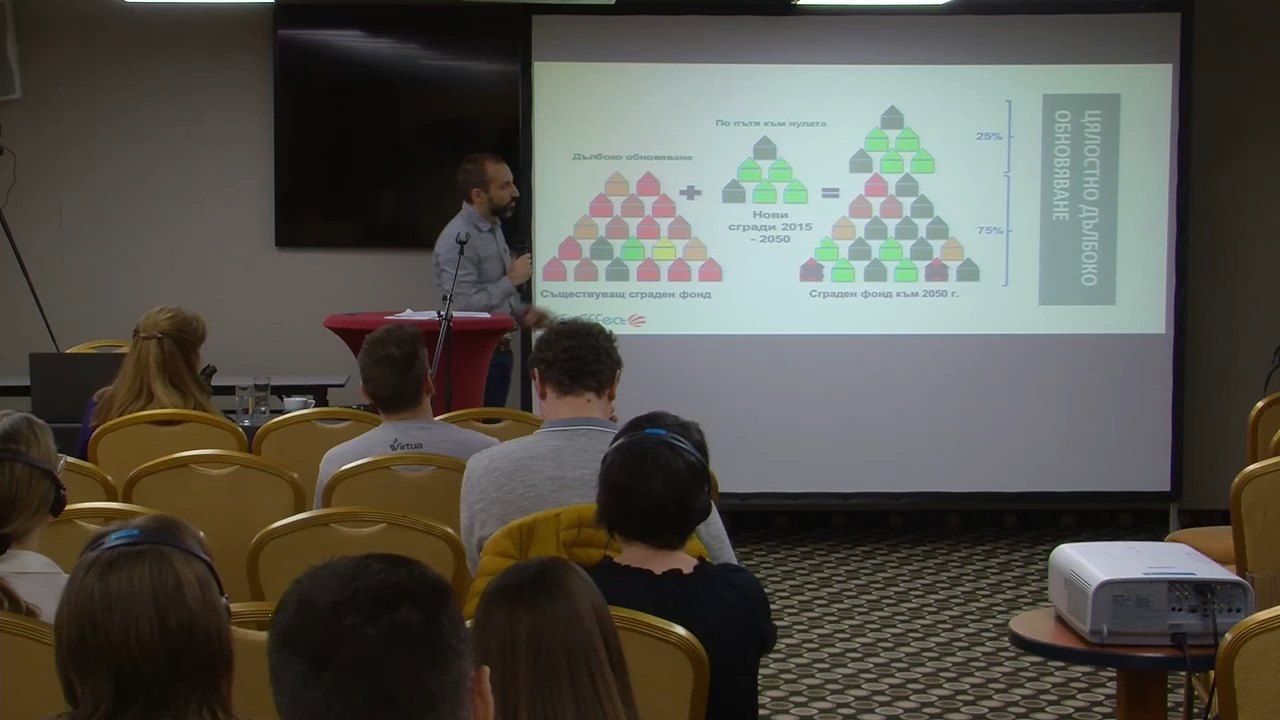 По пътя към нулата
Дълбоко обновяване
25%
75%
Нови
сгради 2015
- 2050
Съществуващ сграден фонд
Сграден фонд към 2050 г.
ЦЯЛОСТНО ДЪЛБОКО
ОБНОВЯВАНЕ
Virtua